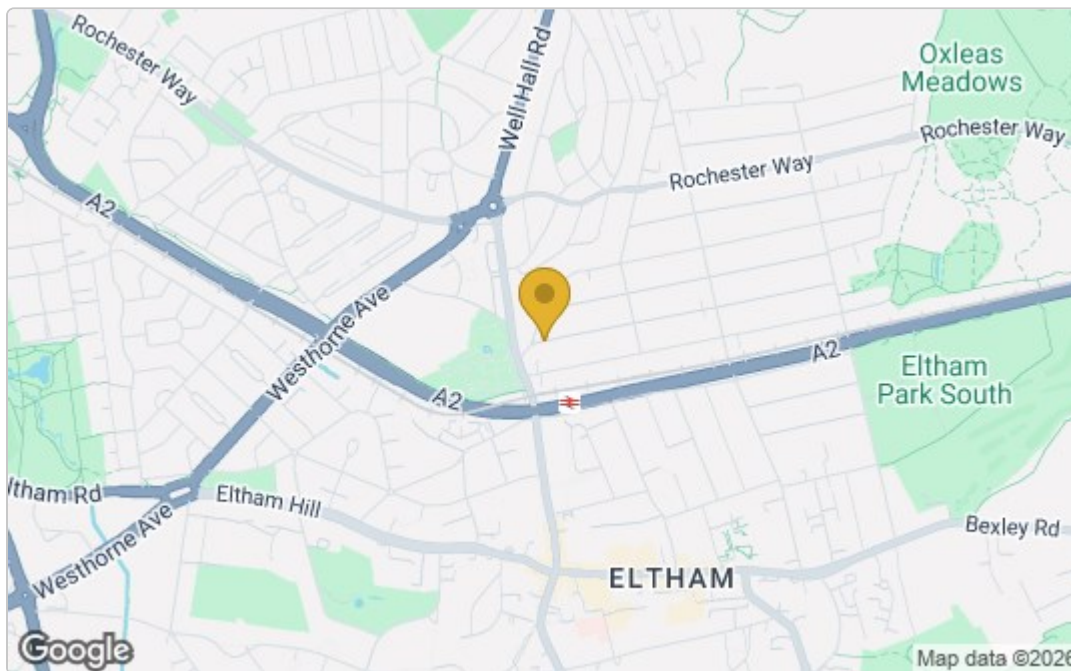 Rochester Way
Well Hall Rd
Oxleas
Meadows
Rochester Way
Rochester Way
A2
Westhorne Ave
A2
A2
Eltham
Park South
ltham Rd
Eltham Hill
Westhorne Ave
Bexley Rd
ELTHAM
Google
Map data ©2026